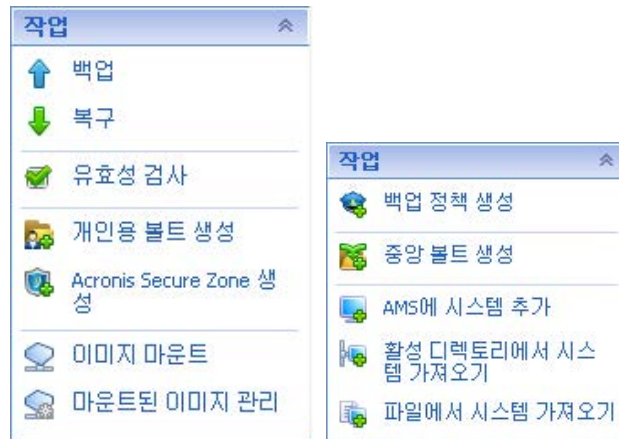 작업
백업
복구
유효성 검사
개인용 볼트 생성
Acronis Secure Zone 생
성
이미지 마운트
마운트된 이미지 관리
작업
백업 정책 생성
중앙 볼트 생성
AMS에 시스템 추가
활성 디렉토리에서 시스
템 가져오기
파일에서 시스템 가져오기